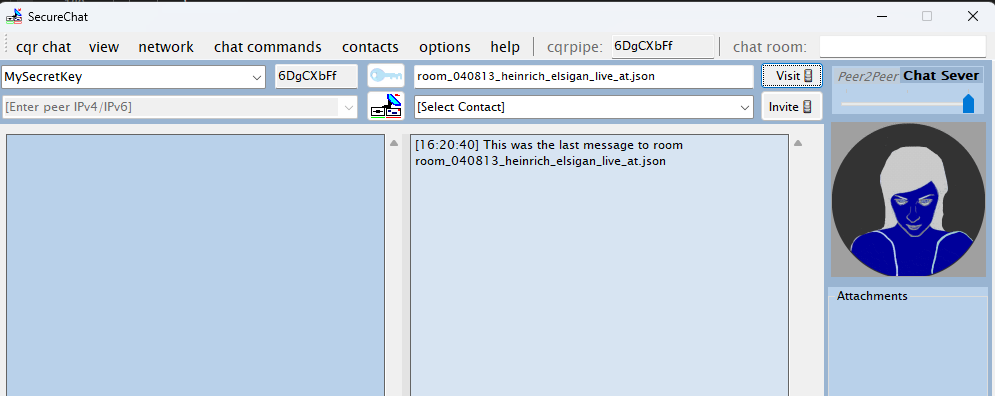 SecureChat
cqr chat view network chat commands contacts options help cqrpipe: 6DgCXbFf chat room:
MySecretKey 6DgCXbFf room_040813_heinrich_elsigan_live_at.json Visit Peer2Peer Chat Sever
[Enter peer IPv4/IPv6] [Select Contact] Invite
[16:20:40] This was the last message to room
room_040813_heinrich_elsigan_live_at.json
Attachments